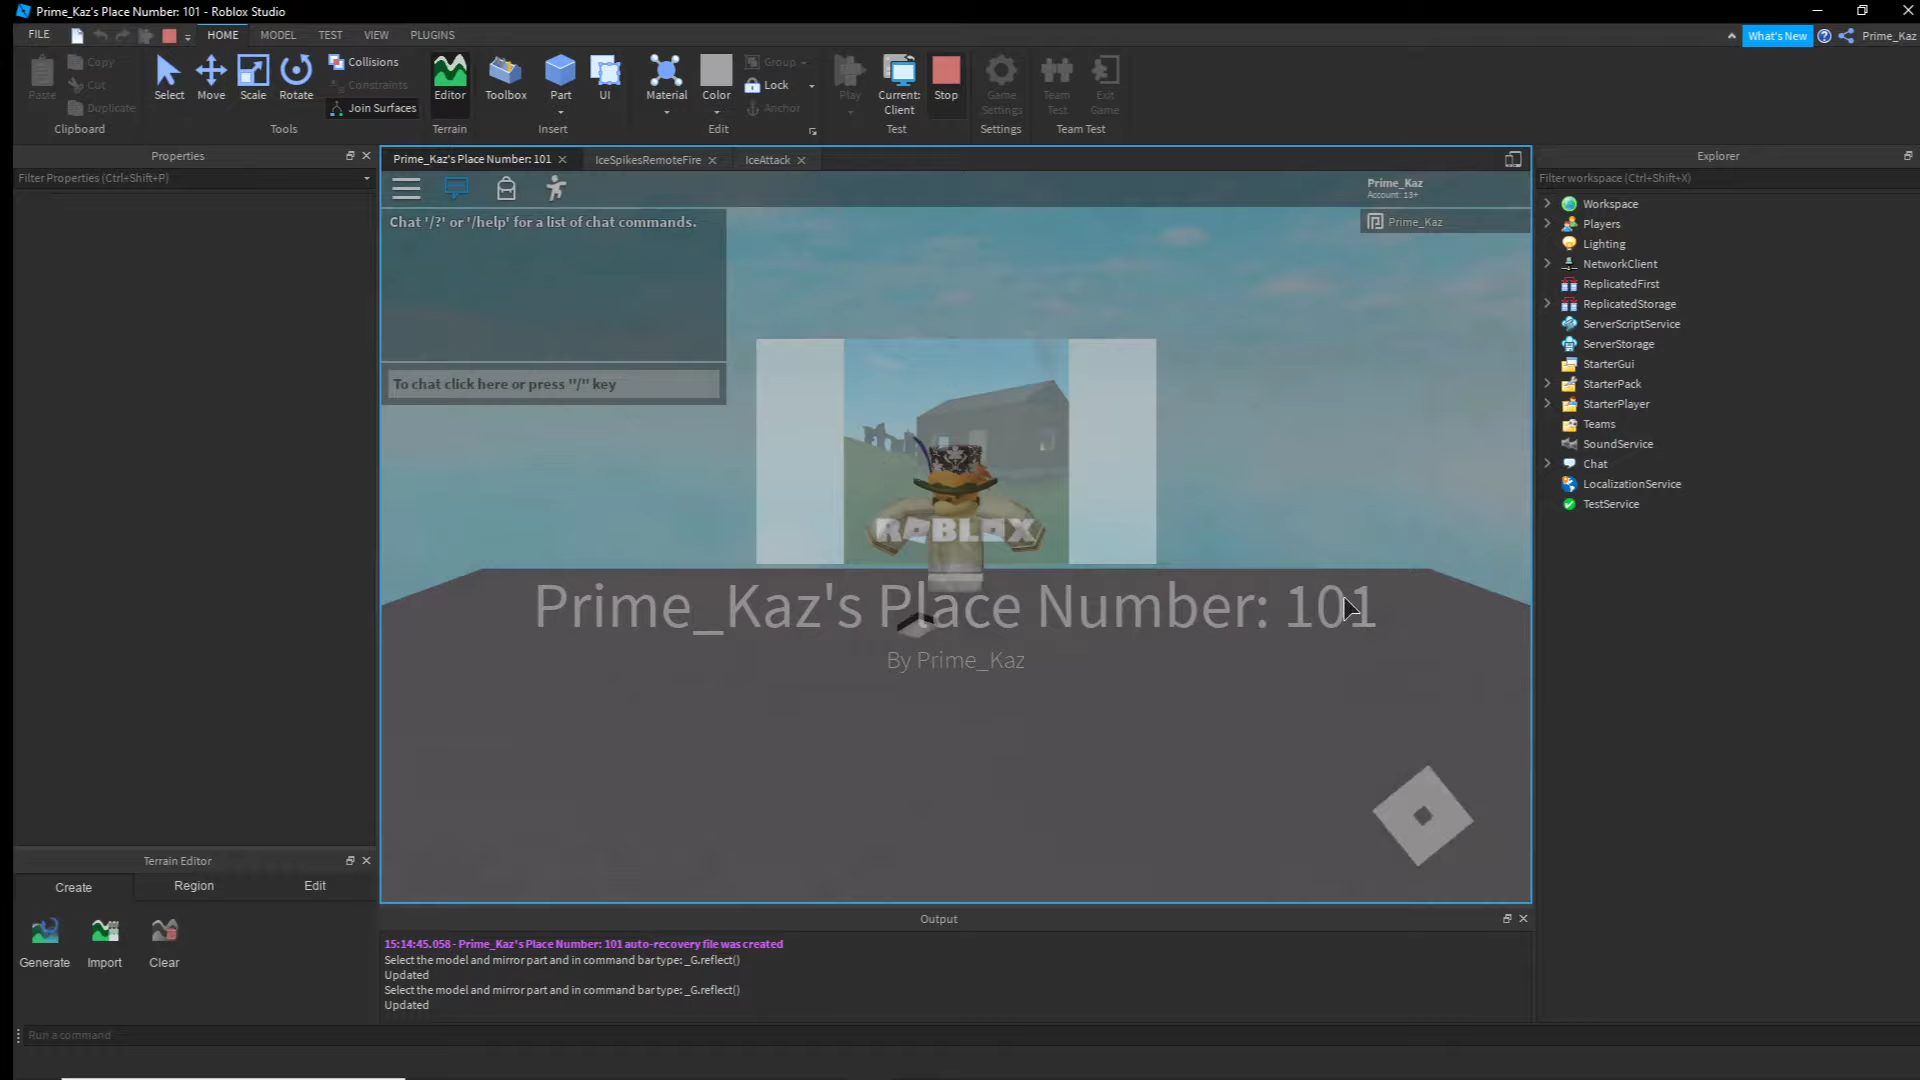 Prime_Kaz's Place Number: 101 - Roblox Studio
FILE HOME MODEL TEST VIEW PLUGINS What's New Prime_Kaz
Paste
Copy
Cut
Duplicate
Clipboard
Select Move Scale Rotate
Collisions
Constraints
Join Surfaces
Tools
Editor
Terrain
Toolbox Part UI
Insert
Material Color
Group
Lock
Anchor
Edit
Play
Current:
Client
Stop
Test
Game
Settings
Settings
Team
Test
Exit
Game
Team Test
Properties
Filter Properties (Ctrl+Shift+P)
Prime_Kaz's Place Number: 101 IceSpikesRemoteFire IceAttack
Prime_Kaz
Account: 13+
Prime_Kaz
Chat '/?' or '/help' for a list of chat commands.
To chat click here or press "/" key
ROBLOX
Prime_Kaz's Place Number: 101
By Prime_Kaz
Explorer
Filter workspace (Ctrl+Shift+X)
Workspace
Players
Lighting
NetworkClient
ReplicatedFirst
ReplicatedStorage
ServerScriptService
ServerStorage
StarterGui
StarterPack
StarterPlayer
Teams
SoundService
Chat
LocalizationService
TestService
Terrain Editor
Create Region Edit
Generate Import Clear
Output
15:14:45.058 - Prime_Kaz's Place Number: 101 auto-recovery file was created
Select the model and mirror part and in command bar type: _G.reflect()
Updated
Select the model and mirror part and in command bar type: _G.reflect()
Updated
Run a command